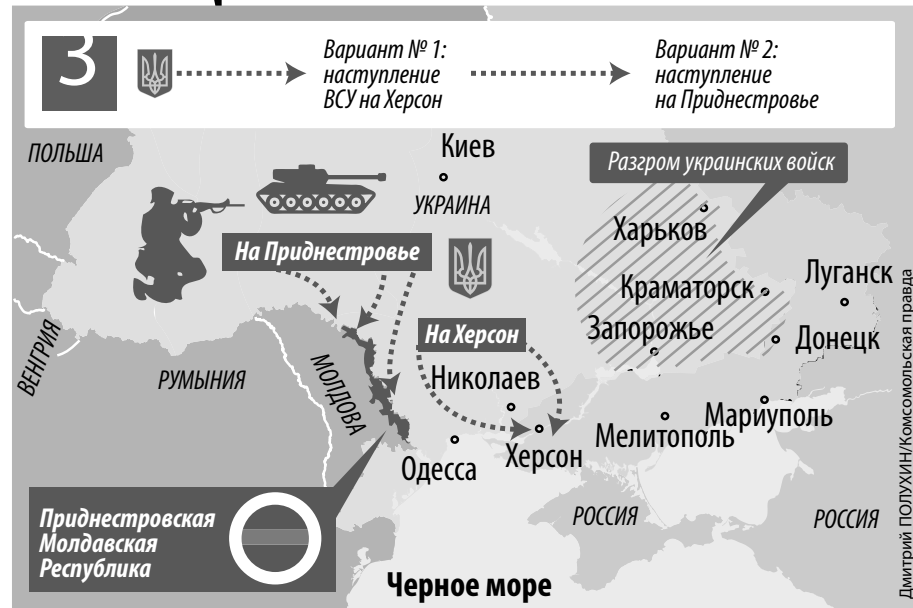 3
Вариант № 1:
наступление
ВСУ на Херсон
Вариант № 2:
наступление
на Приднестровье
ПОЛЬША
Киев
УКРАИНА
Разгром украинских войск
Харьков
На Приднестровье
Краматорск
Луганск
Запорожье
Донецк
На Херсон
ВЕНГРИЯ
РУМЫНИЯ
МОЛДОВА
Николаев
Мариуполь
Мелитополь
Херсон
Одесса
Приднестровская
Молдавская
Республика
РОССИЯ
РОССИЯ
Черное море
Дмитрий ПОЛУХИН/Комсомольская правда